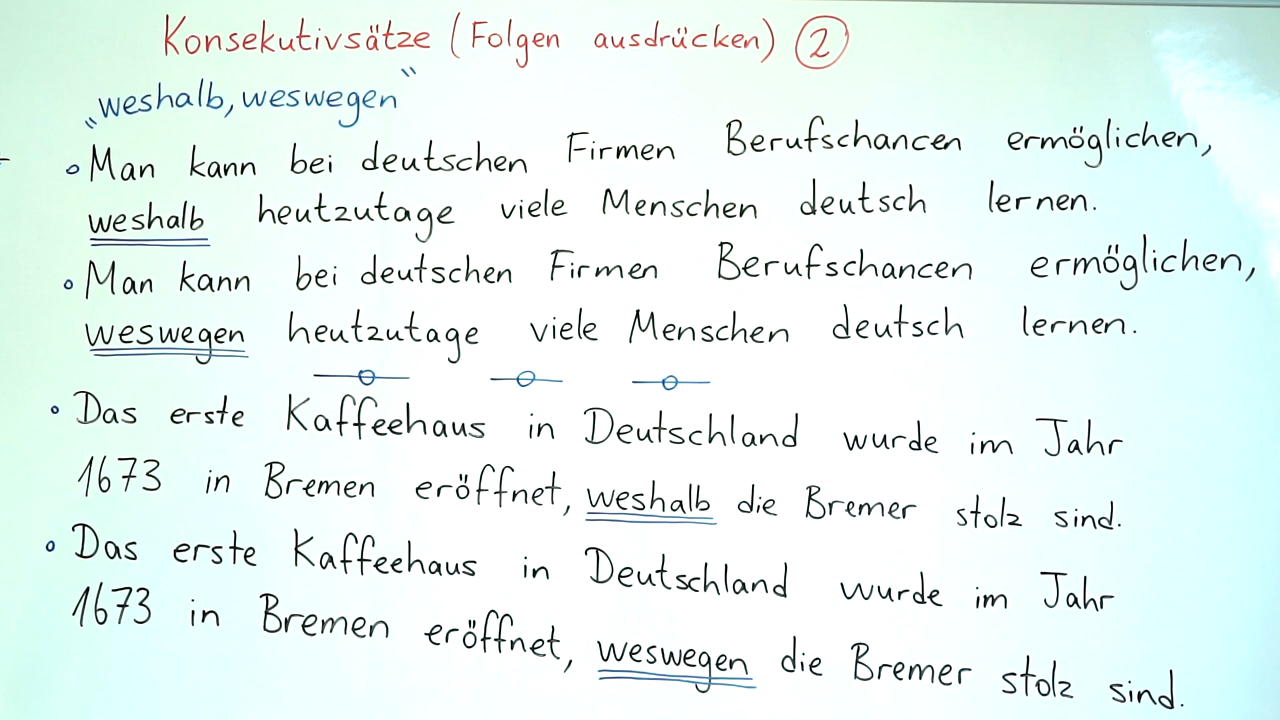 Konsekutivsätze (Folgen ausdrücken) 2
„weshalb, weswegen“
Man kann bei deutschen Firmen Berufschancen ermöglichen,
weshalb heutzutage viele Menschen deutsch lernen.
Man kann bei deutschen Firmen Berufschancen ermöglichen,
weswegen heutzutage viele Menschen deutsch lernen.
Das erste Kaffeehaus in Deutschland wurde im Jahr
1673 in Bremen eröffnet, weshalb die Bremer stolz sind.
Das erste Kaffeehaus in Deutschland wurde im Jahr
1673 in Bremen eröffnet, weswegen die Bremer stolz sind.